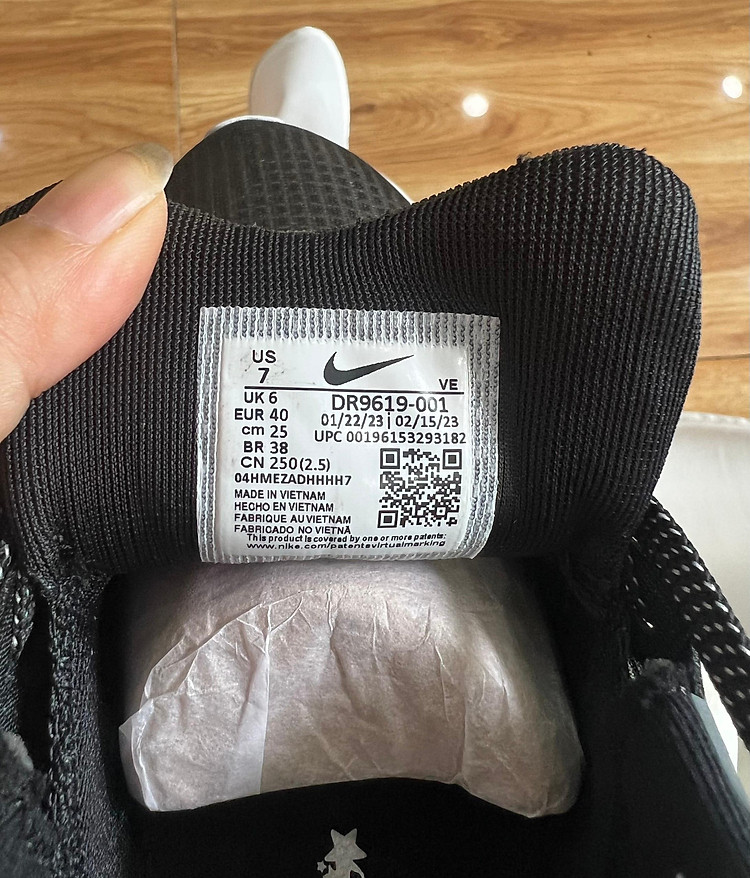 US
7
VE
UK 6
EUR 40
cm 25
BR 38
CN 250(2.5)
DR9619-001
01/22/23 | 02/15/23
UPC 00196153293182
04HMEZADHHHH7
MADE IN VIETNAM
HECHO EN VIETNAM
FABRIQUE AU VIETNAM
FABRICADO NO VIETNÃ
This product is covered by one or more patents:
www.nike.com/patentsvirtualmarking